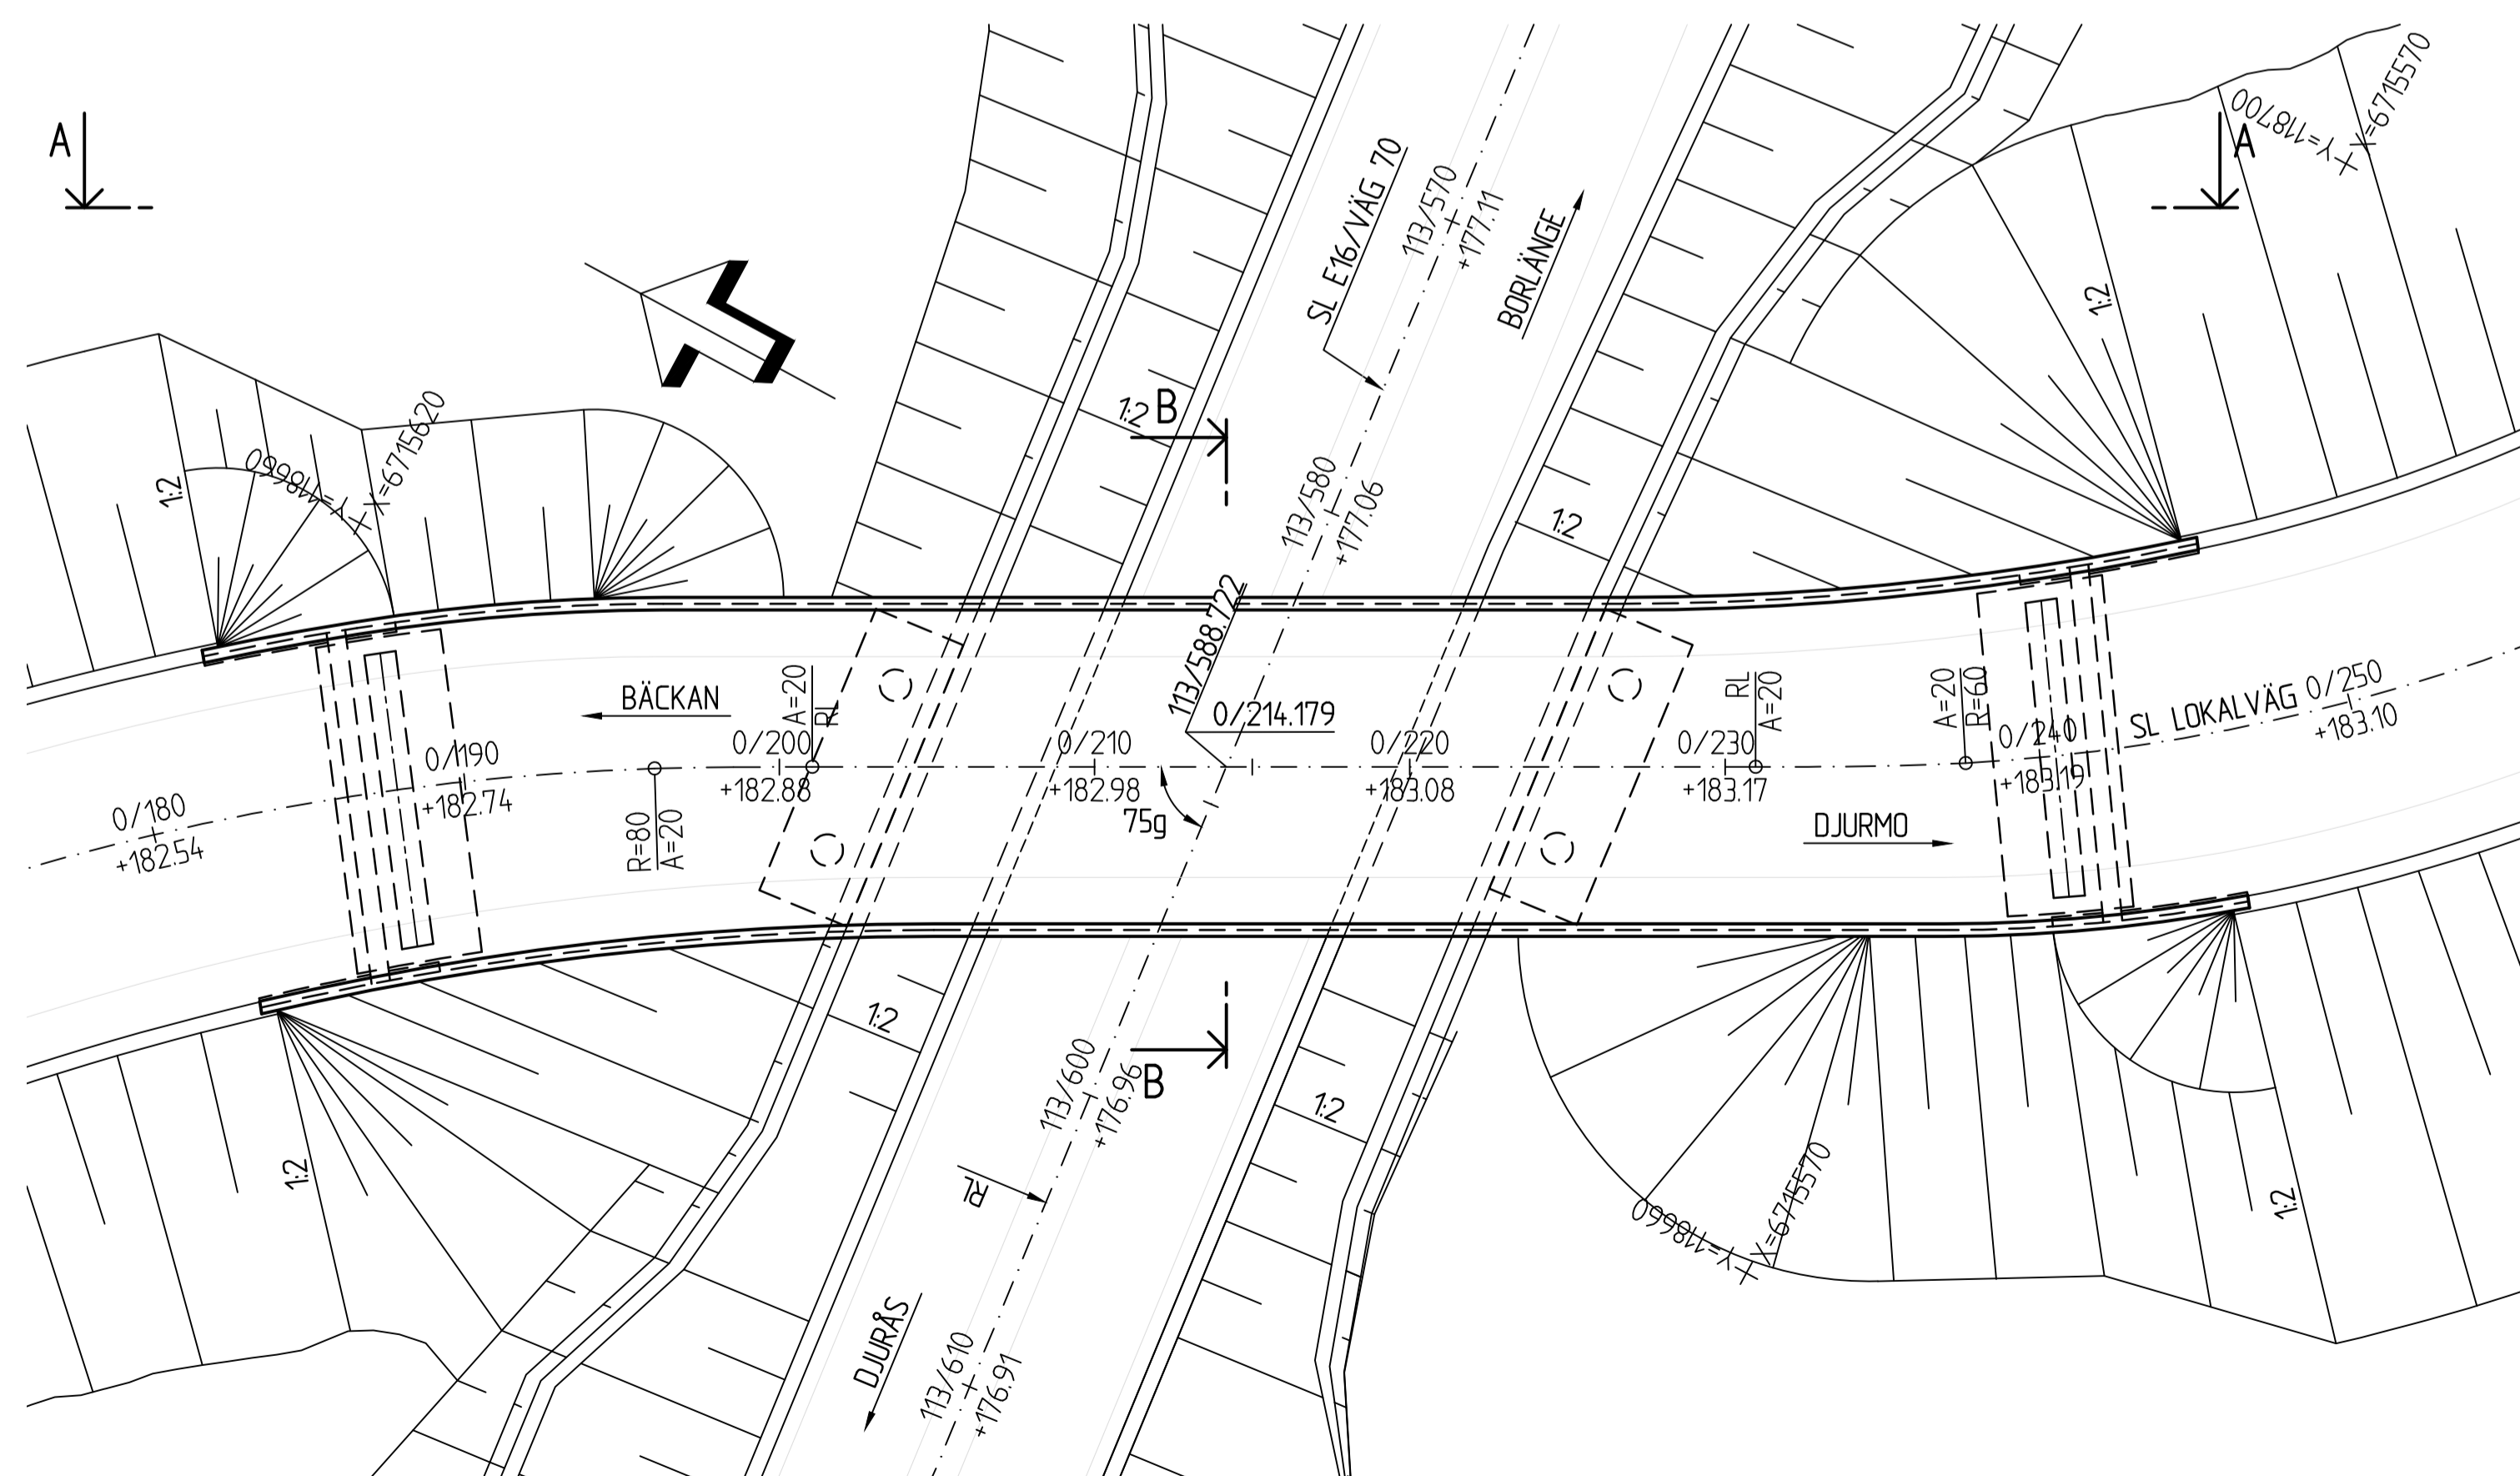 A
A
Y=118700
X=6715570
SL E16/VÄG 70
113/570
+177.11
BORLÄNGE
1:2
1:2
B
Y=118660
X=6715620
1:2
113/580
+177.06
1:2
113/588.722
0/214.179
BÄCKAN
A=20
RL
RL
A=20
A=20
R=60
SL LOKALVÄG
0/250
+183.10
0/180
+182.54
0/190
+182.74
0/200
+182.88
0/210
+182.98
0/220
+183.08
0/230
+183.17
0/240
+183.19
R=80
A=20
75g
DJURMO
1:2
113/600
+176.96
B
1:2
1:2
RL
Y=118660
X=6715570
1:2
DJURÅS
113/610
+176.91